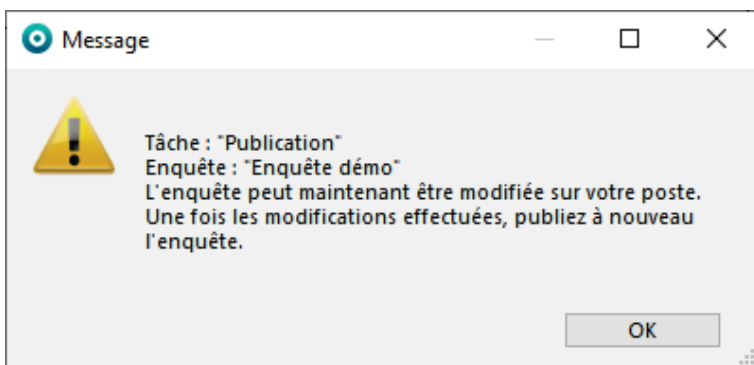 Message
Tâche : "Publication"
Enquête : "Enquête démo"
L'enquête peut maintenant être modifiée sur votre poste.
Une fois les modifications effectuées, publiez à nouveau
l'enquête.
OK